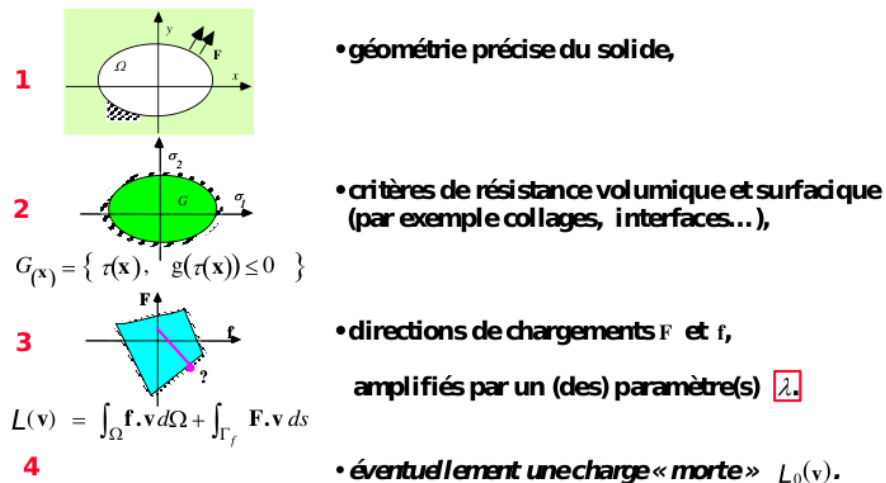 y
F
Ω
x
1
• géométrie précise du solide,
σ₂
σ₁
G
2
• critères de résistance volumique et surfacique
(par exemple collages, interfaces…),
G(x) = { τ(x), g(τ(x)) ≤ 0 }
F
f
?
3
• directions de chargements F et f,
amplifiés par un (des) paramètre(s) λ.
L(v) = ∫Ω f.v dΩ + ∫Γf F.v ds
4
• éventuellement une charge « morte » L₀(v).